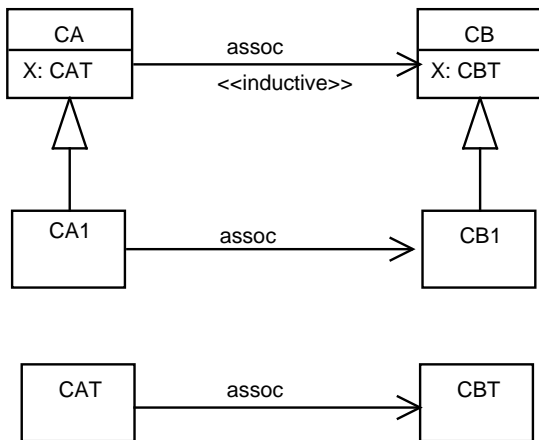 CA
assoc
CB
X: CAT
<<inductive>>
X: CBT
CA1
assoc
CB1
CAT
assoc
CBT